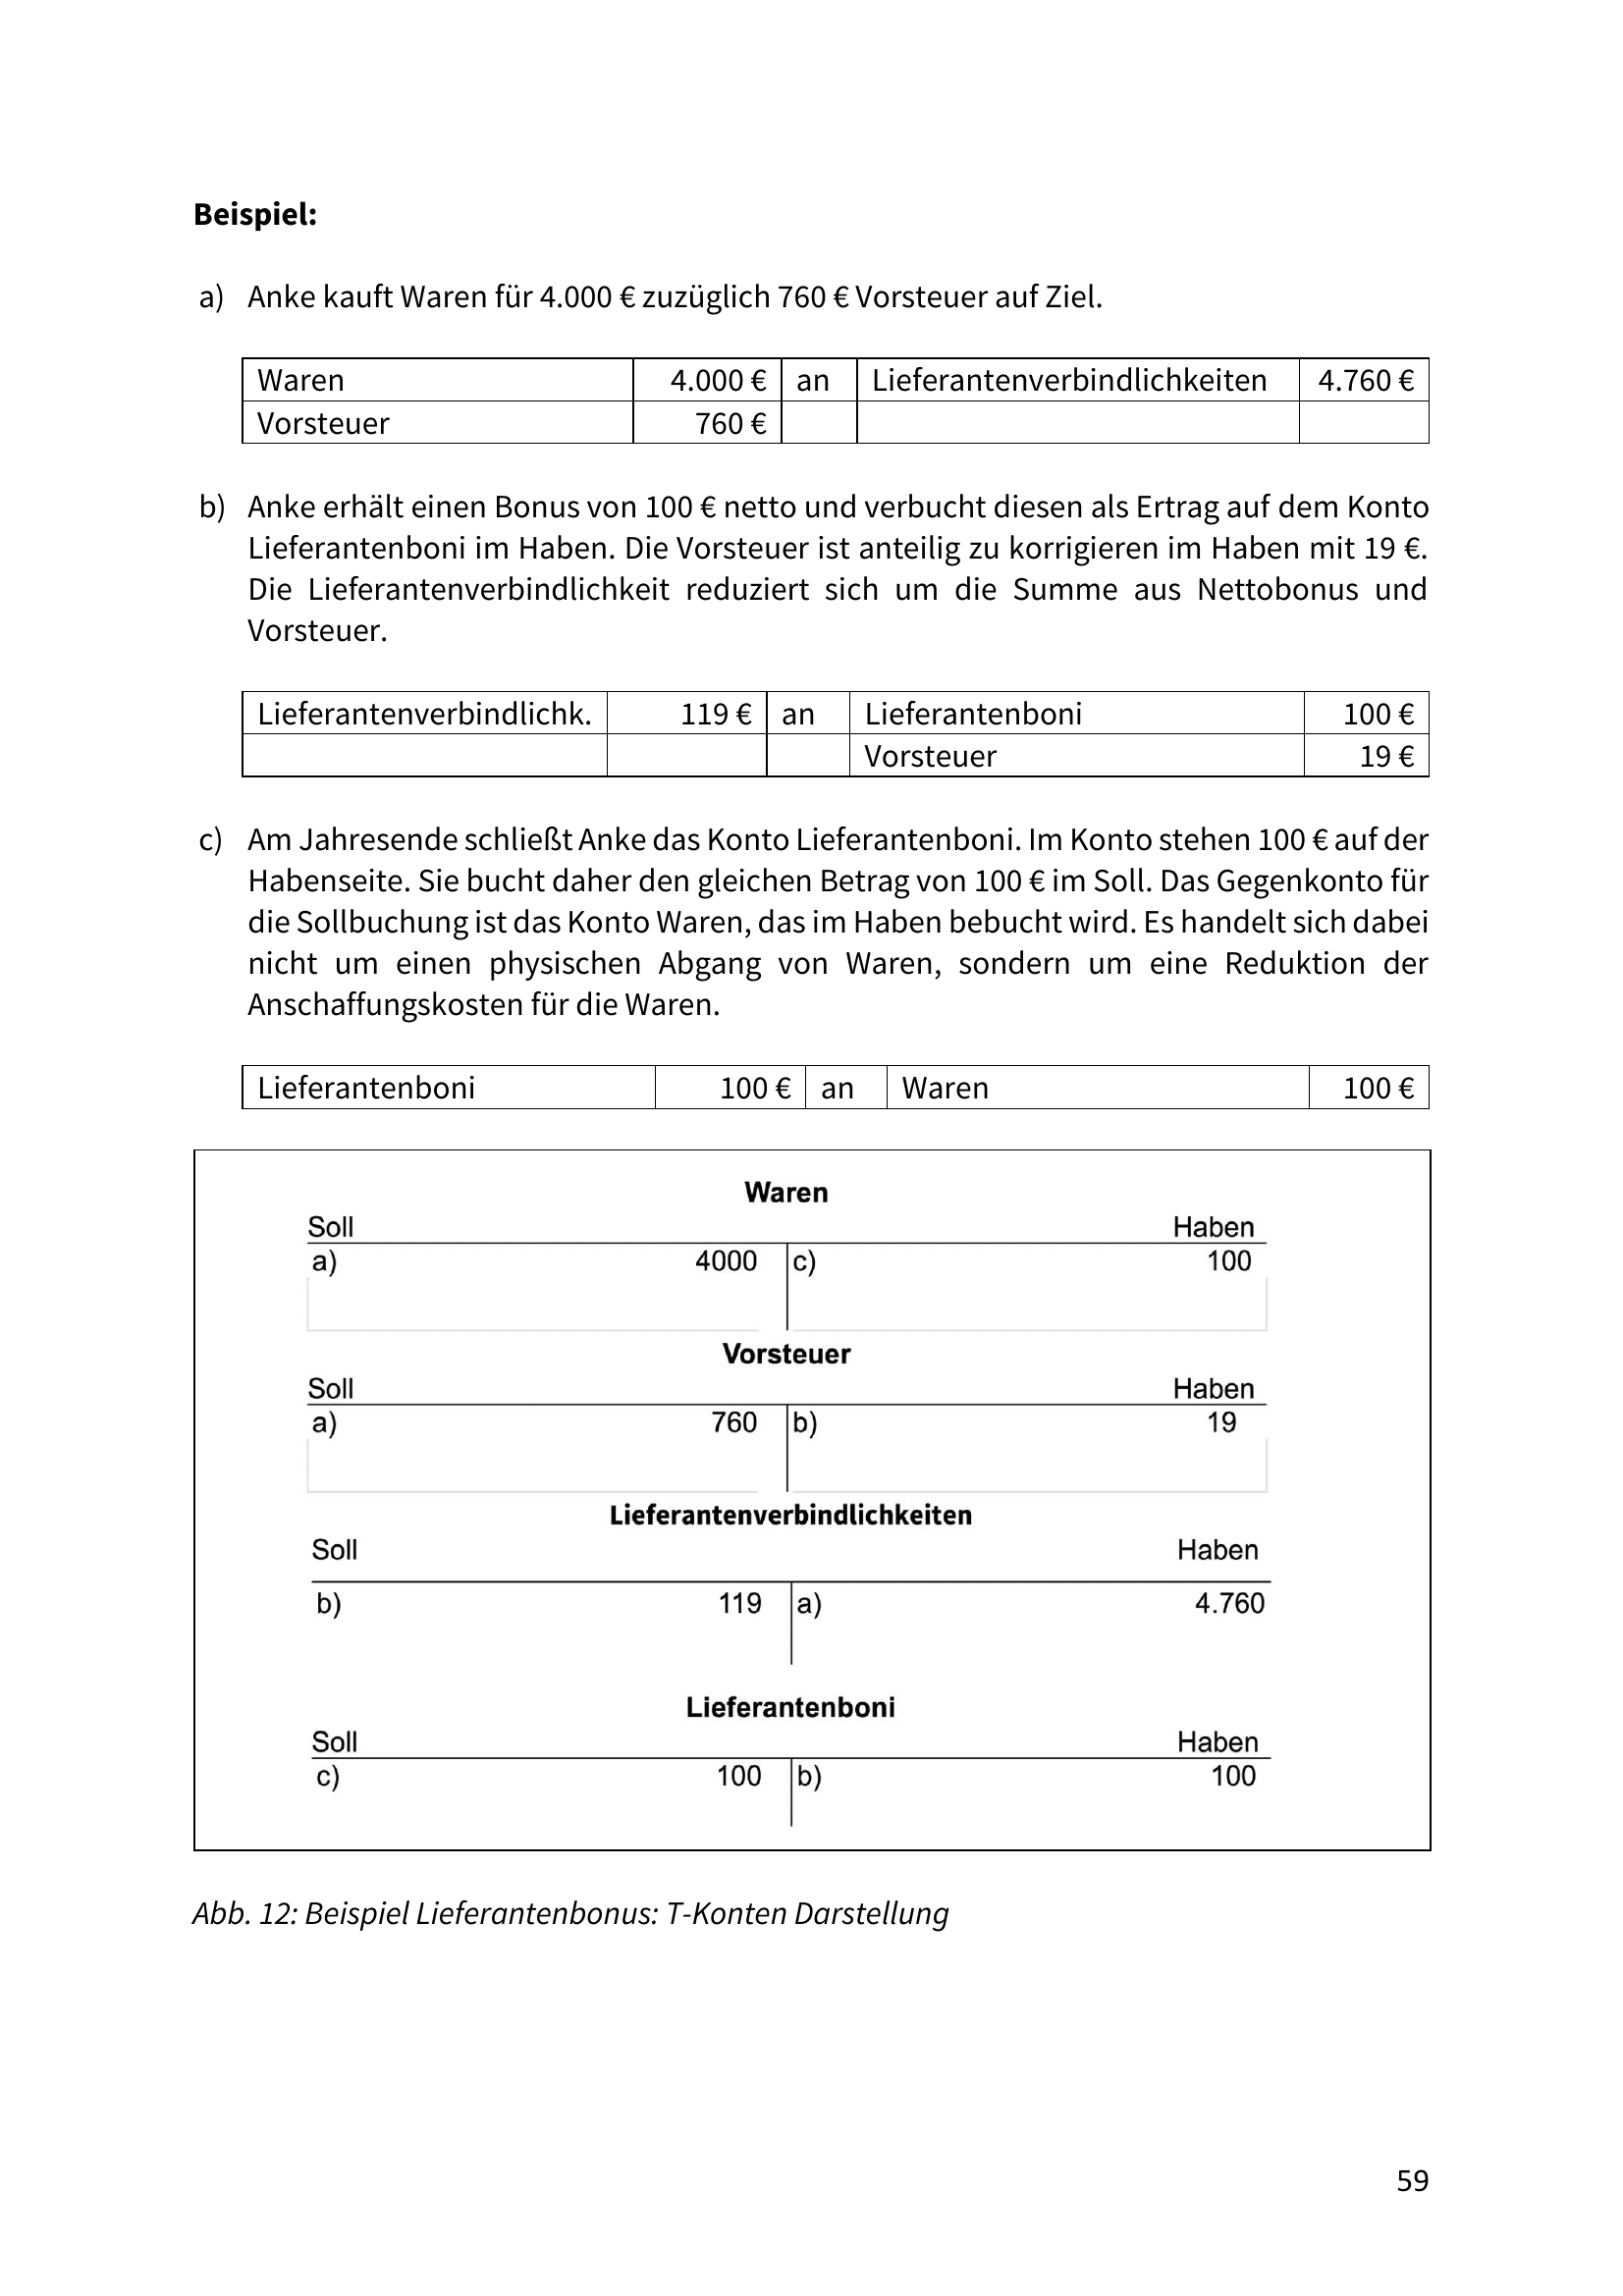 Beispiel:
a) Anke kauft Waren für 4.000 € zuzüglich 760 € Vorsteuer auf Ziel.
Waren 4.000 € an Lieferantenverbindlichkeiten 4.760 €
Vorsteuer 760 €
b) Anke erhält einen Bonus von 100 € netto und verbucht diesen als Ertrag auf dem Konto
Lieferantenboni im Haben. Die Vorsteuer ist anteilig zu korrigieren im Haben mit 19 €.
Die Lieferantenverbindlichkeit reduziert sich um die Summe aus Nettobonus und
Vorsteuer.
Lieferantenverbindlichk. 119 € an Lieferantenboni 100 €
Vorsteuer 19 €
c) Am Jahresende schließt Anke das Konto Lieferantenboni. Im Konto stehen 100 € auf der
Habenseite. Sie bucht daher den gleichen Betrag von 100 € im Soll. Das Gegenkonto für
die Sollbuchung ist das Konto Waren, das im Haben bebucht wird. Es handelt sich dabei
nicht um einen physischen Abgang von Waren, sondern um eine Reduktion der
Anschaffungskosten für die Waren.
Lieferantenboni 100 € an Waren 100 €
Waren
Soll Haben
a) 4000 c) 100
Vorsteuer
Soll Haben
a) 760 b) 19
Lieferantenverbindlichkeiten
Soll Haben
b) 119 a) 4.760
Lieferantenboni
Soll Haben
c) 100 b) 100
Abb. 12: Beispiel Lieferantenbonus: T-Konten Darstellung
59